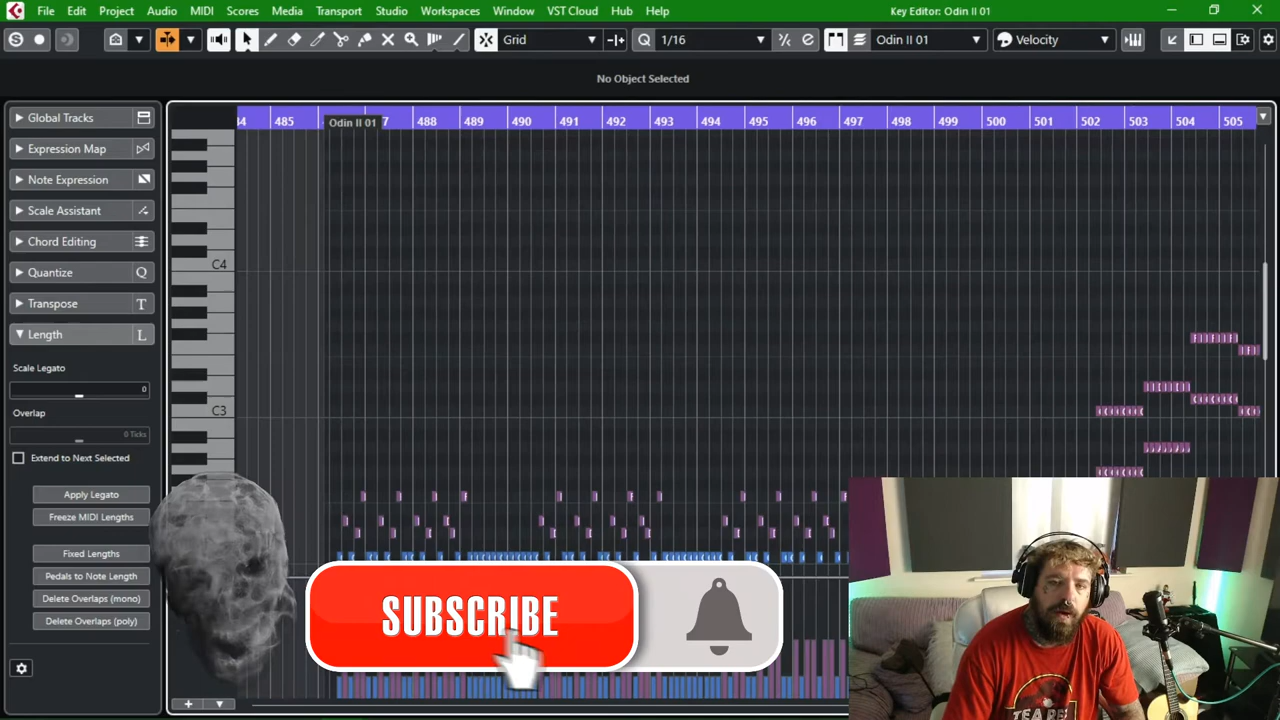 File Edit Project Audio MIDI Scores Media Transport Studio Workspaces Window VST Cloud Hub Help Key Editor: Odin II 01
Grid 1/16 Odin II 01 Velocity
No Object Selected
Global Tracks
Expression Map
Note Expression
Scale Assistant
Chord Editing
Quantize Q
Transpose T
Length L
Scale Legato
0
Overlap
0 Ticks
Extend to Next Selected
Apply Legato
Freeze MIDI Lengths
Fixed Lengths
Pedals to Note Length
Delete Overlaps (mono)
Delete Overlaps (poly)
485 Odin II 01 7 488 489 490 491 492 493 494 495 496 497 498 499 500 501 502 503 504 505
C4
C3
SUBSCRIBE